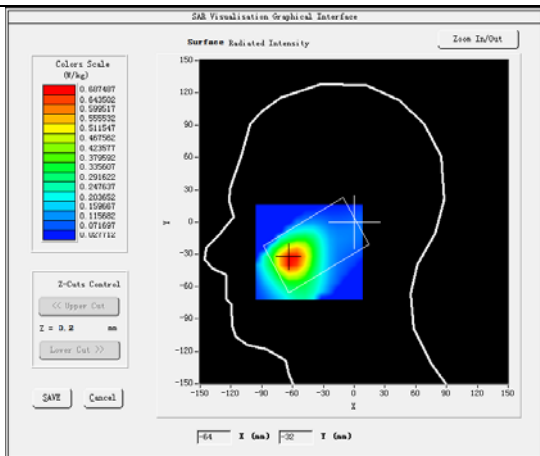 SAR Visualisation Graphical Interface
Surface Radiated Intensity
Zoom In/Out
Colors Scale
(W/kg)
0.687487
0.643502
0.599517
0.555532
0.511547
0.467562
0.423577
0.379592
0.335607
0.291622
0.247637
0.203652
0.159667
0.115682
0.071697
0.027712
Z-Cuts Control
<< Upper Cut
Z = 0.2 mm
Lower Cut >>
SAVE
Cancel
150
120
90
60
30
0
-30
-60
-90
-120
-150
Y
-150 -120 -90 -60 -30 0 30 60 90 120 150
X
-64 X (mm) -32 Y (mm)